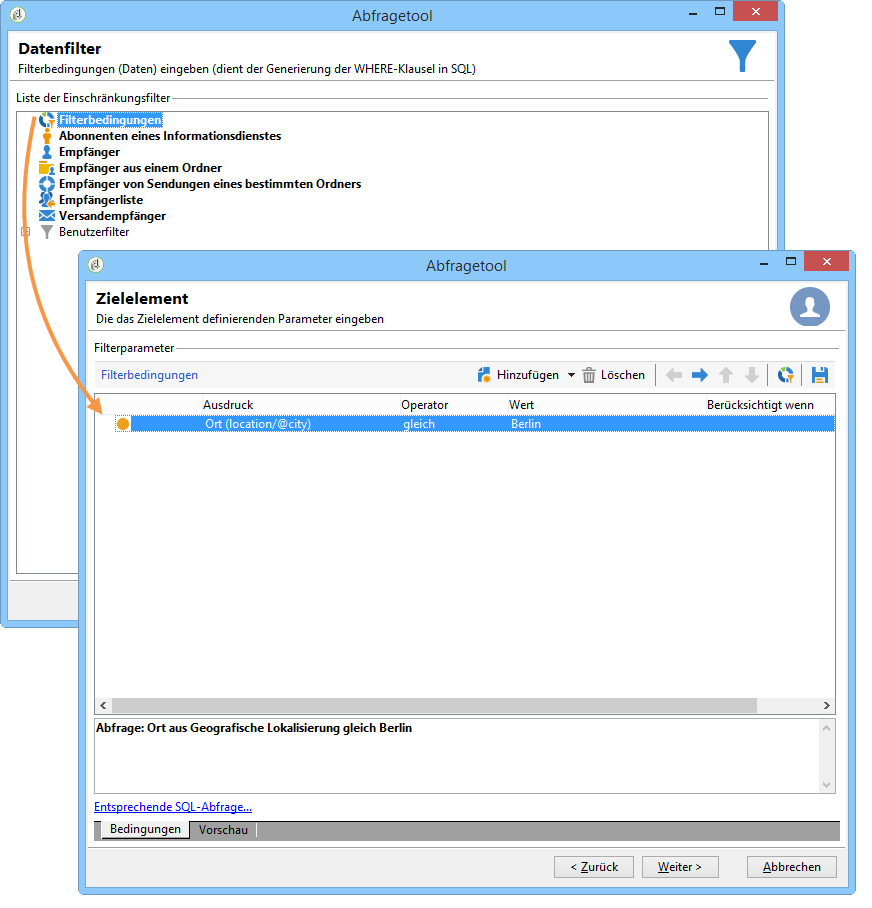 Abfragetool
Datenfilter
Filterbedingungen (Daten) eingeben (dient der Generierung der WHERE-Klausel in SQL)
Liste der Einschränkungsfilter
Filterbedingungen
Abonnenten eines Informationsdienstes
Empfänger
Empfänger aus einem Ordner
Empfänger von Sendungen eines bestimmten Ordners
Empfängerliste
Versandempfänger
Benutzerfilter
Abfragetool
Zielelement
Die das Zielelement definierenden Parameter eingeben
Filterparameter
Filterbedingungen Hinzufügen Löschen
Ausdruck Operator Wert Berücksichtigt wenn
Ort (location/@city) gleich Berlin
Abfrage: Ort aus Geografische Lokalisierung gleich Berlin
Entsprechende SQL-Abfrage...
Bedingungen Vorschau
< Zurück Weiter > Abbrechen